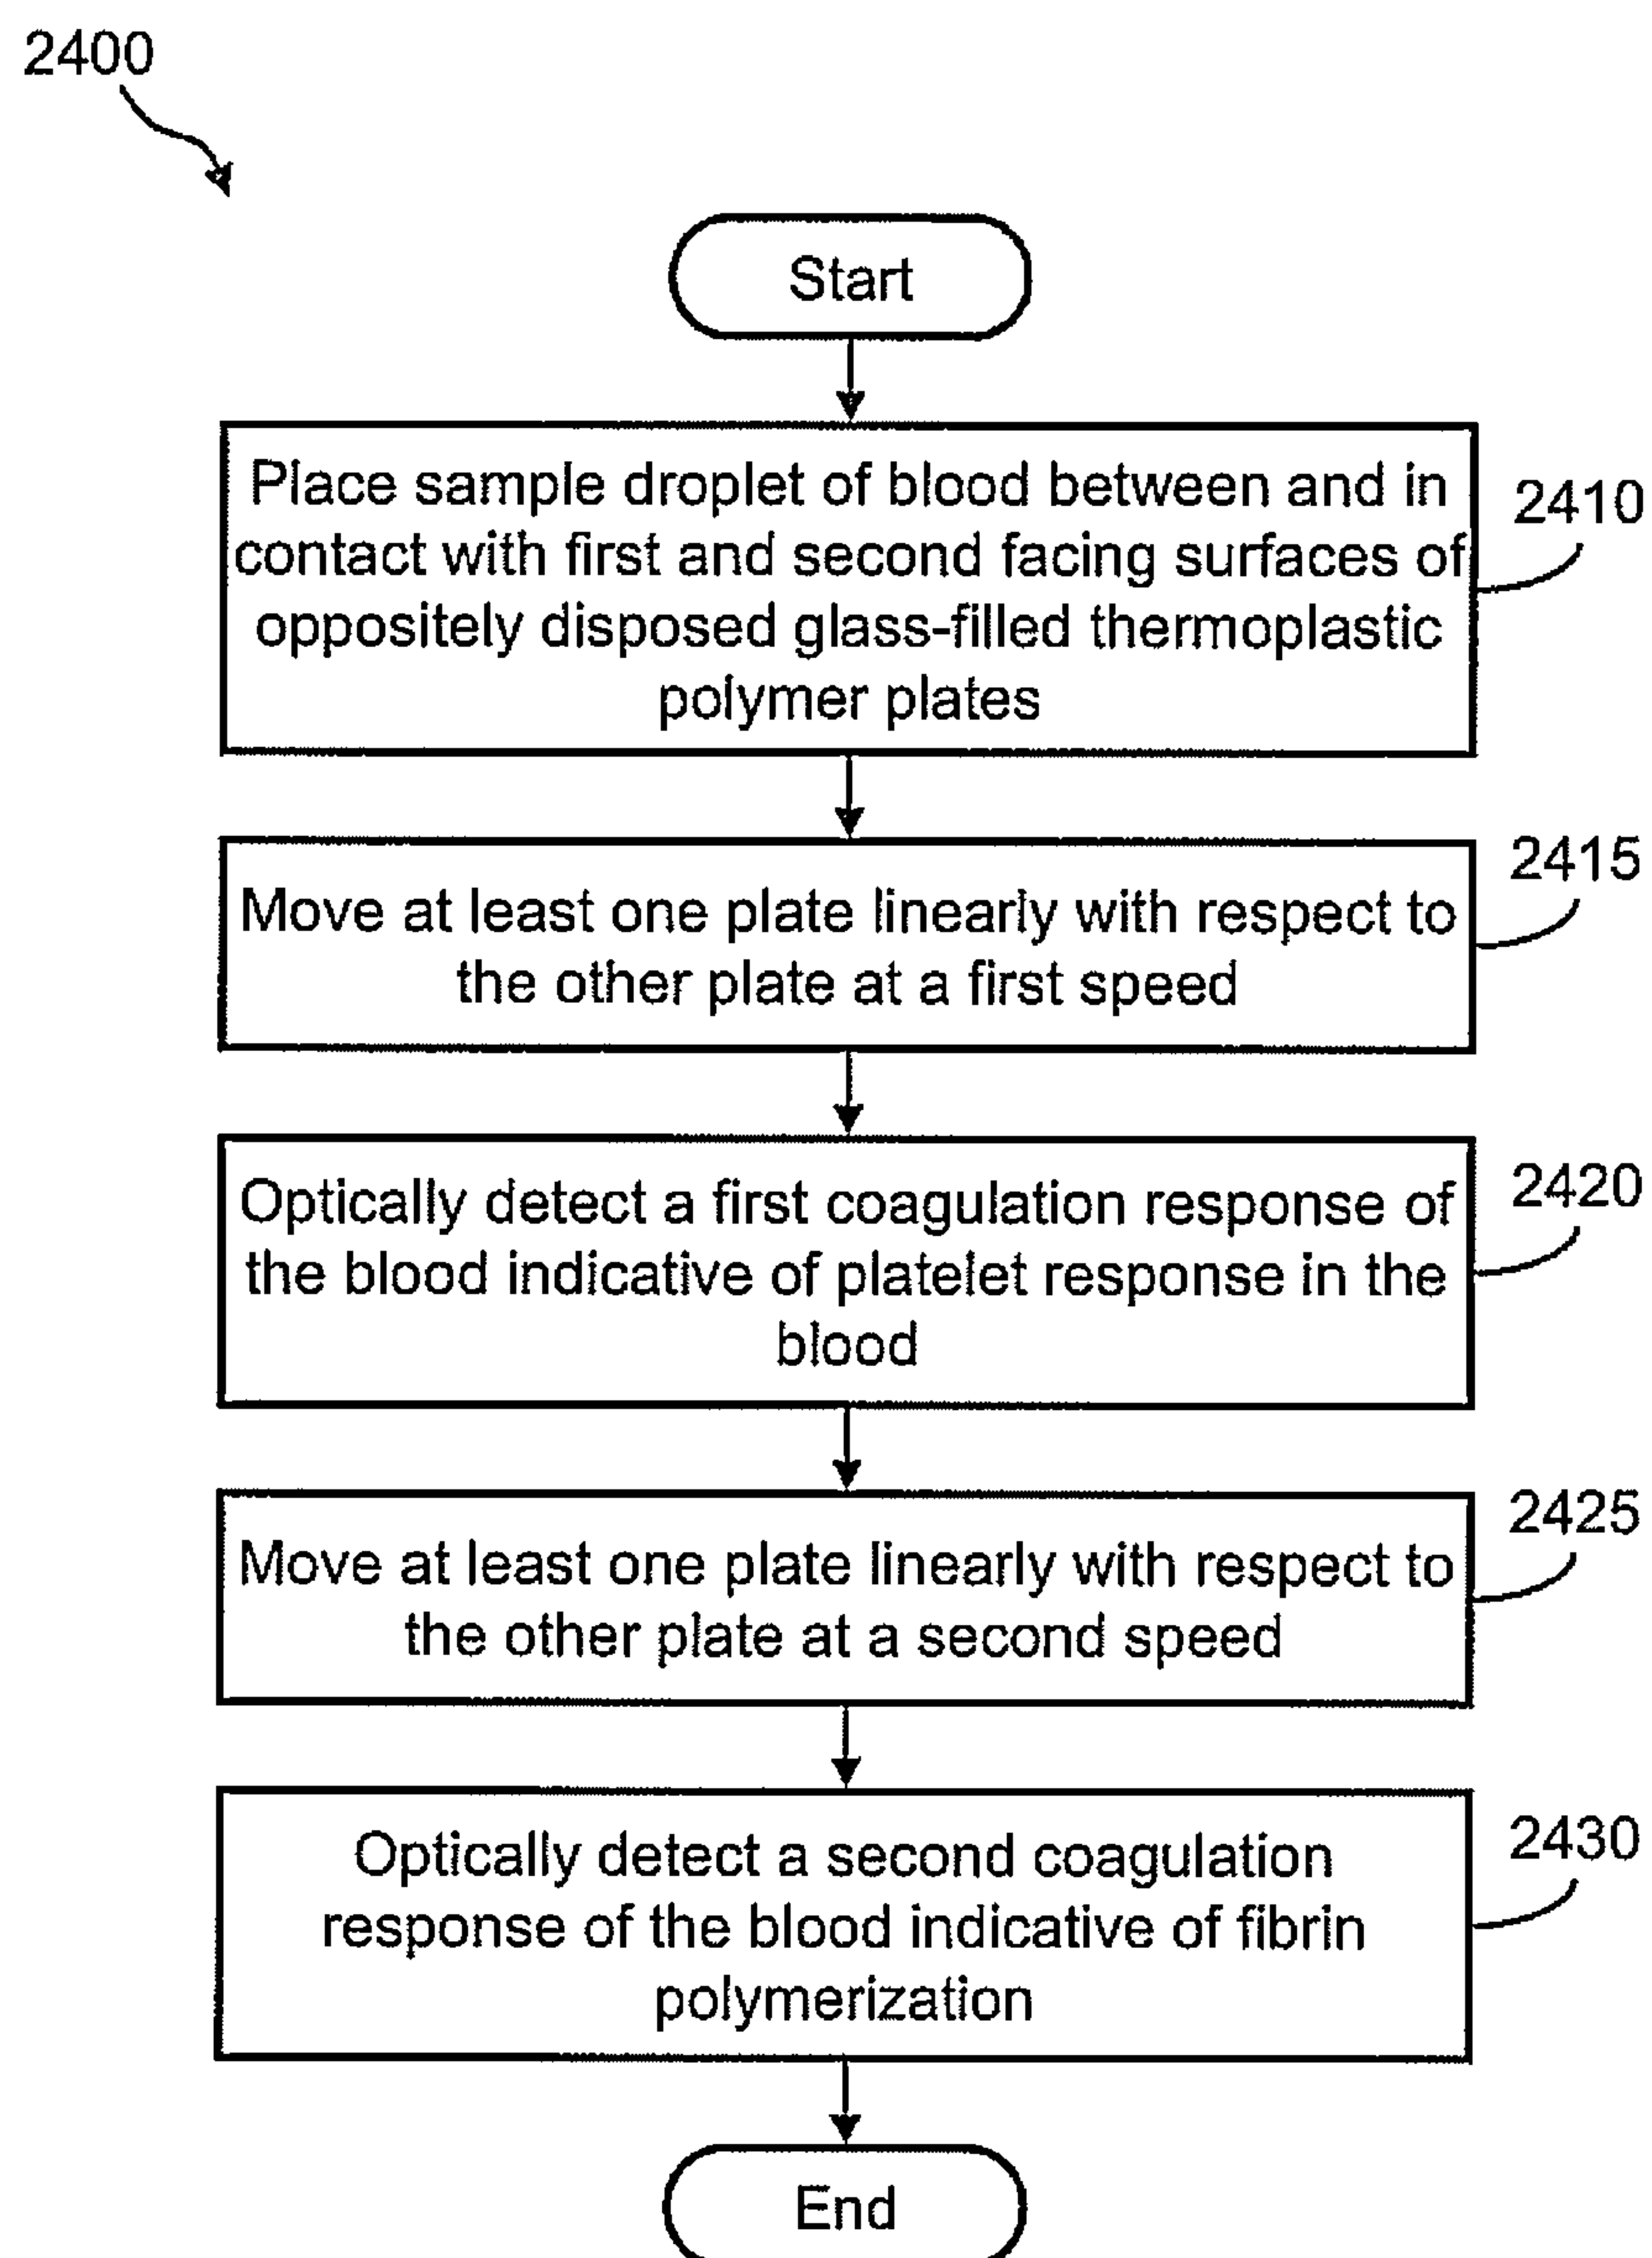 2400
Start
Place sample droplet of blood between and in
contact with first and second facing surfaces of
oppositely disposed glass-filled thermoplastic
polymer plates
2410
Move at least one plate linearly with respect to
the other plate at a first speed
2415
Optically detect a first coagulation response of
the blood indicative of platelet response in the
blood
2420
Move at least one plate linearly with respect to
the other plate at a second speed
2425
Optically detect a second coagulation
response of the blood indicative of fibrin
polymerization
2430
End